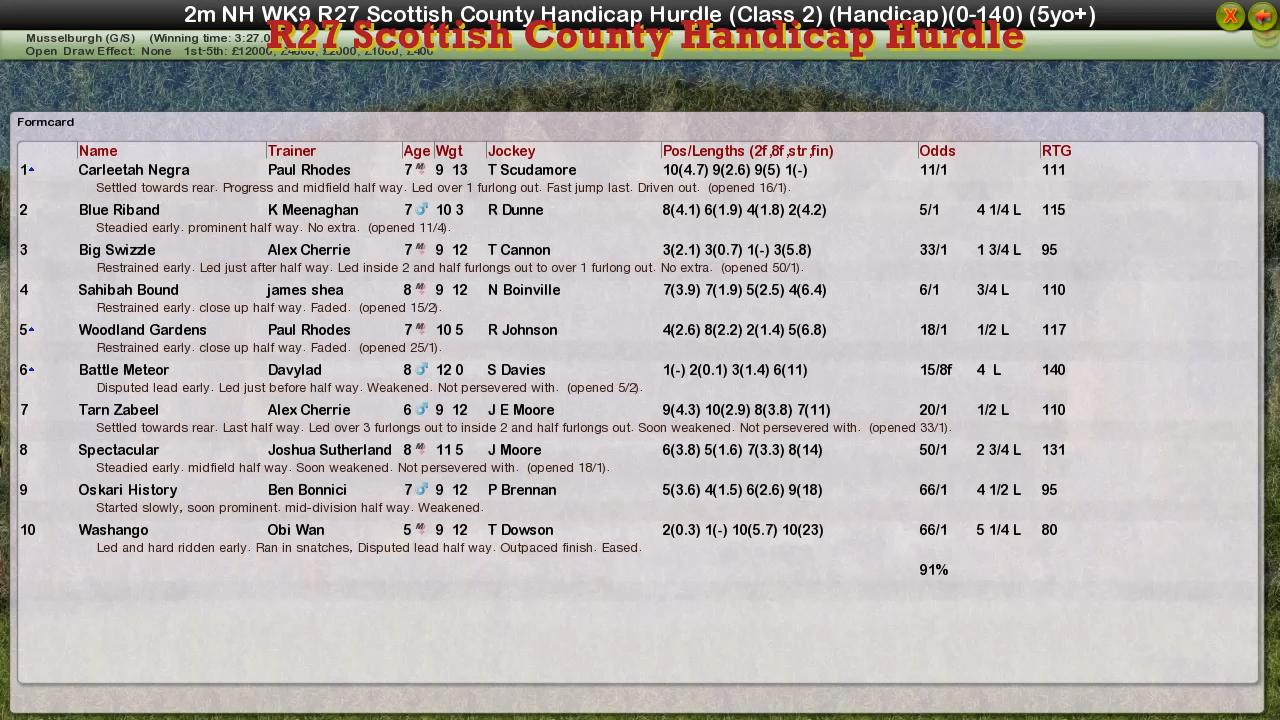 2m NH WK9 R27 Scottish County Handicap Hurdle (Class 2) (Handicap)(0-140) (5yo+)
R27 Scottish County Handicap Hurdle
Musselburgh (G/S) (Winning time: 3:27.0
Open Draw Effect: None 1st-5th: £12000, £4000, £2000, £1000, £400
Formcard
Name Trainer Age Wgt Jockey Pos/Lengths (2f,8f,str,fin) Odds RTG
1 Carleetah Negra Paul Rhodes 7 9 13 T Scudamore 10(4.7) 9(2.6) 9(5) 1(-) 11/1 111
Settled towards rear. Progress and midfield half way. Led over 1 furlong out. Fast jump last. Driven out. (opened 16/1).
2 Blue Riband K Meenaghan 7 10 3 R Dunne 8(4.1) 6(1.9) 4(1.8) 2(4.2) 5/1 4 1/4 L 115
Steadied early. prominent half way. No extra. (opened 11/4).
3 Big Swizzle Alex Cherrie 7 9 12 T Cannon 3(2.1) 3(0.7) 1(-) 3(5.8) 33/1 1 3/4 L 95
Restrained early. Led just after half way. Led inside 2 and half furlongs out to over 1 furlong out. No extra. (opened 50/1).
4 Sahibah Bound james shea 8 9 12 N Boinville 7(3.9) 7(1.9) 5(2.5) 4(6.4) 6/1 3/4 L 110
Restrained early. close up half way. Faded. (opened 15/2).
5 Woodland Gardens Paul Rhodes 7 10 5 R Johnson 4(2.6) 8(2.2) 2(1.4) 5(6.8) 18/1 1/2 L 117
Restrained early. close up half way. Faded. (opened 25/1).
6 Battle Meteor Davylad 8 12 0 S Davies 1(-) 2(0.1) 3(1.4) 6(11) 15/8f 4 L 140
Disputed lead early. Led just before half way. Weakened. Not persevered with. (opened 5/2).
7 Tarn Zabeel Alex Cherrie 6 9 12 J E Moore 9(4.3) 10(2.9) 8(3.8) 7(11) 20/1 1/2 L 110
Settled towards rear. Last half way. Led over 3 furlongs out to inside 2 and half furlongs out. Soon weakened. Not persevered with. (opened 33/1).
8 Spectacular Joshua Sutherland 8 11 5 J Moore 6(3.8) 5(1.6) 7(3.3) 8(14) 50/1 2 3/4 L 131
Steadied early. midfield half way. Soon weakened. Not persevered with. (opened 18/1).
9 Oskari History Ben Bonnici 7 9 12 P Brennan 5(3.6) 4(1.5) 6(2.6) 9(18) 66/1 4 1/2 L 95
Started slowly, soon prominent. mid-division half way. Weakened.
10 Washango Obi Wan 5 9 12 T Dowson 2(0.3) 1(-) 10(5.7) 10(23) 66/1 5 1/4 L 80
Led and hard ridden early. Ran in snatches, Disputed lead half way. Outpaced finish. Eased.
91%